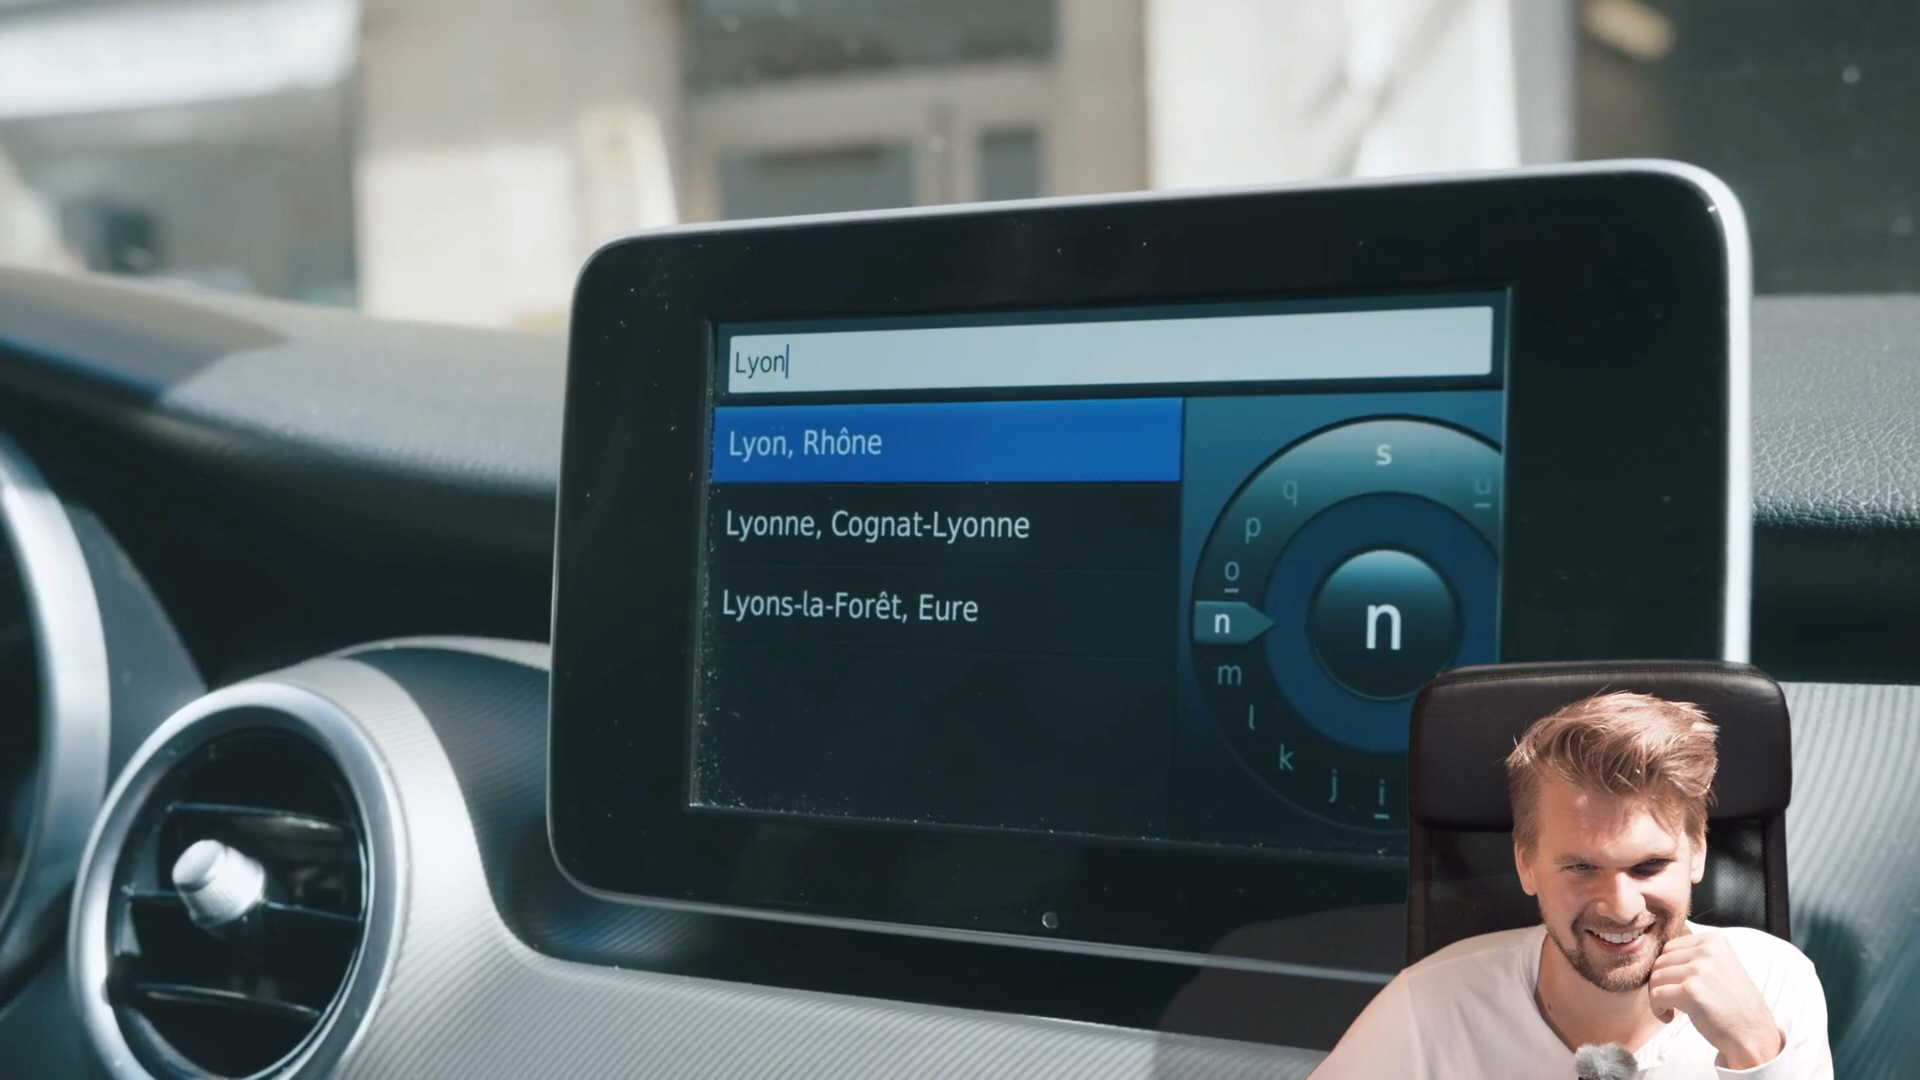 Lyon
Lyon, Rhône
Lyonne, Cognat-Lyonne
Lyons-la-Forêt, Eure
s
q
u
p
o
n
n
m
l
k
j
i